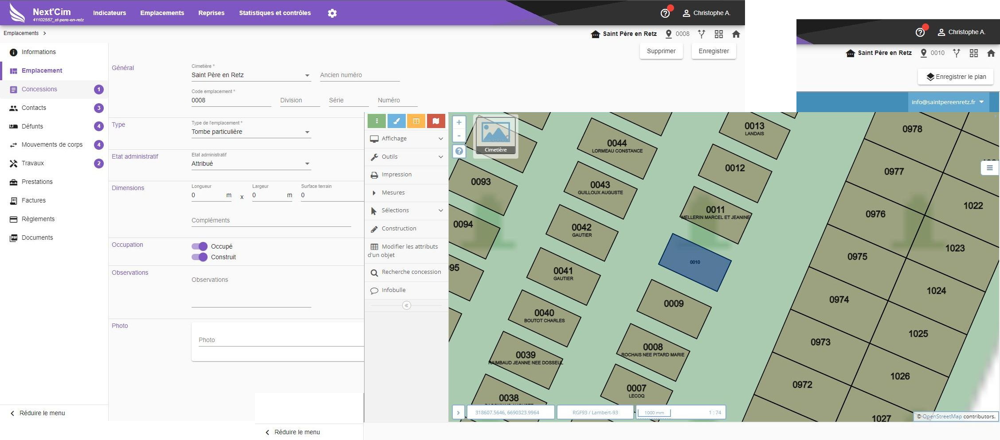 Next'Cim
41102557_st-pere-en-retz
Indicateurs
Emplacements
Reprises
Statistiques et contrôles
Christophe A.
Emplacements
Saint Père en Retz
0008
Supprimer
Enregistrer
Informations
Emplacement
Concessions
1
Contacts
3
Défunts
4
Mouvements de corps
4
Travaux
2
Prestations
Factures
Règlements
PDF
Documents
Réduire le menu
Général
Cimetière *
Saint Père en Retz
Ancien numéro
Code emplacement *
0008
Division
Série
Numéro
Type
Type de l'emplacement *
Tombe particulière
Etat administratif
Etat administratif
Attribué
Dimensions
Longueur
0 m
x
Largeur
0 m
Surface terrain
0
Compléments
Occupation
Occupé
Construit
Observations
Observations
Photo
Photo
Réduire le menu
Christophe A.
Saint Père en Retz
0010
Enregistrer le plan
info@saintpereenretz.fr
Affichage
Outils
Impression
Mesures
Sélections
Construction
Modifier les attributs
d'un objet
Recherche concession
Infobulle
+
-
?
Cimetière
0093
0094
95
0044
LORMEAU CONSTANCE
0043
GUILLOUX AUGUSTE
0042
GAUTIER
0041
GAUTIER
0040
BOUTOT CHARLES
0039
RAIMBAUD JEANNE NEE DOSSEUL
0038
0013
LANDAIS
0012
0011
MELLERIN MARCEL ET JEANINE
0010
0009
0008
ROCHAIS NEE PITARD MARIE
0007
LECOQ
0978
0977
0976
0975
0974
0973
0972
1022
1023
1024
1025
1026
1027
318607.5646, 6690323.9964
RGF93 / Lambert-93
1000 mm
1 : 74
© OpenStreetMap contributors.